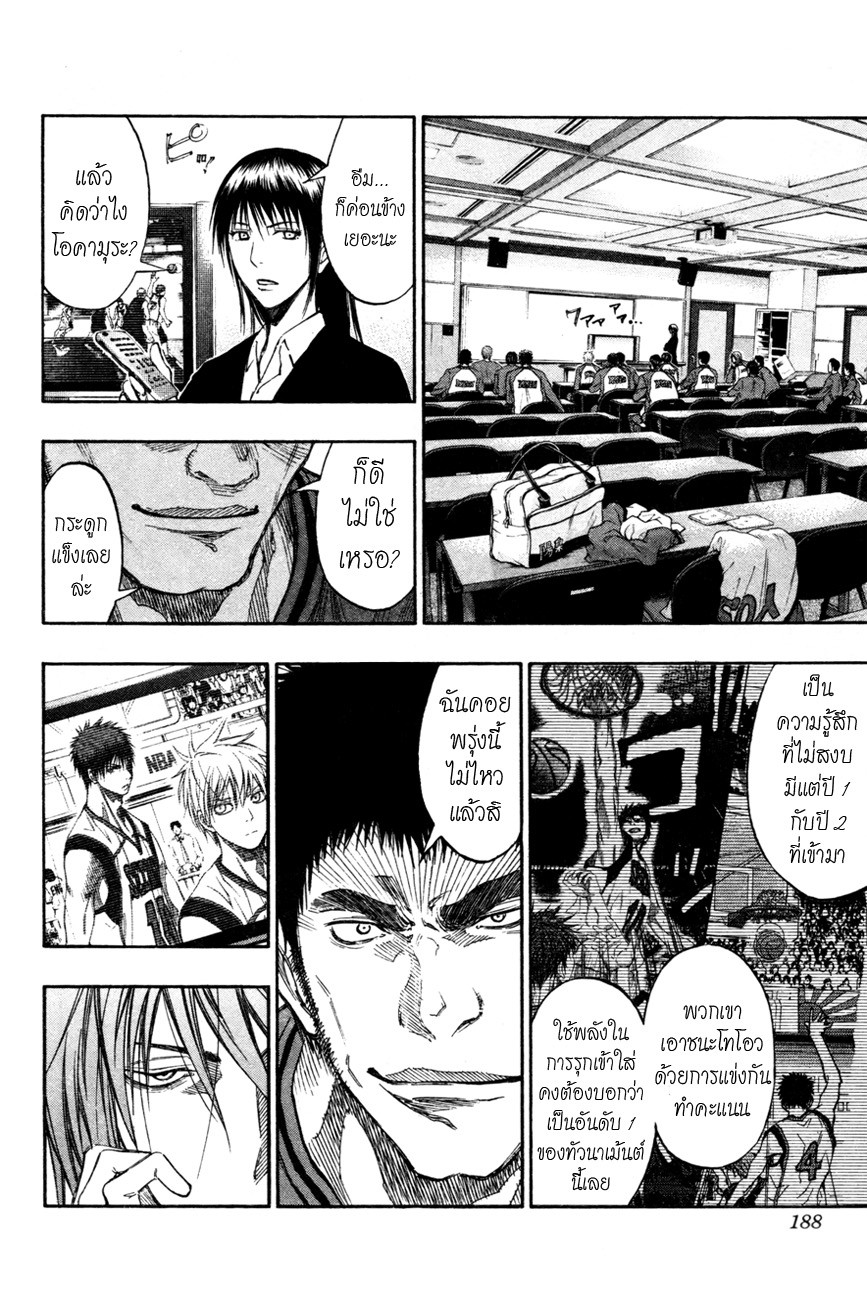 ワアアアア…
อืม...
ก็ค่อนข้าง
เยอะนะ
แล้ว
คิดว่าไง
โอคามุระ?
ก็ดี
ไม่ใช่
เหรอ?
กระดูก
แข็งเลย
ล่ะ
เป็น
ความรู้สึก
ที่ไม่สงบ
มีแต่ปี 1
กับปี 2
ที่เข้ามา
พวกเขา
เอาชนะโทโอว
ด้วยการแข่งกัน
ทำคะแนน
4
ใช้พลังใน
การรุกเข้าใส่
คงต้องบอกว่า
เป็นอันดับ 1
ของทัวนาเม้นต์
นี้เลย
ฉันคอย
พรุ่งนี้
ไม่ไหว
แล้วสิ
NBA
188